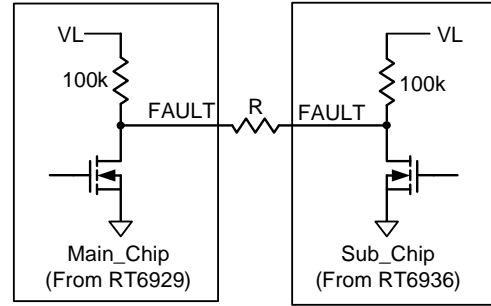 VL
VL
100k
100k
FAULT
R
FAULT
Main_Chip
(From RT6929)
Sub_Chip
(From RT6936)